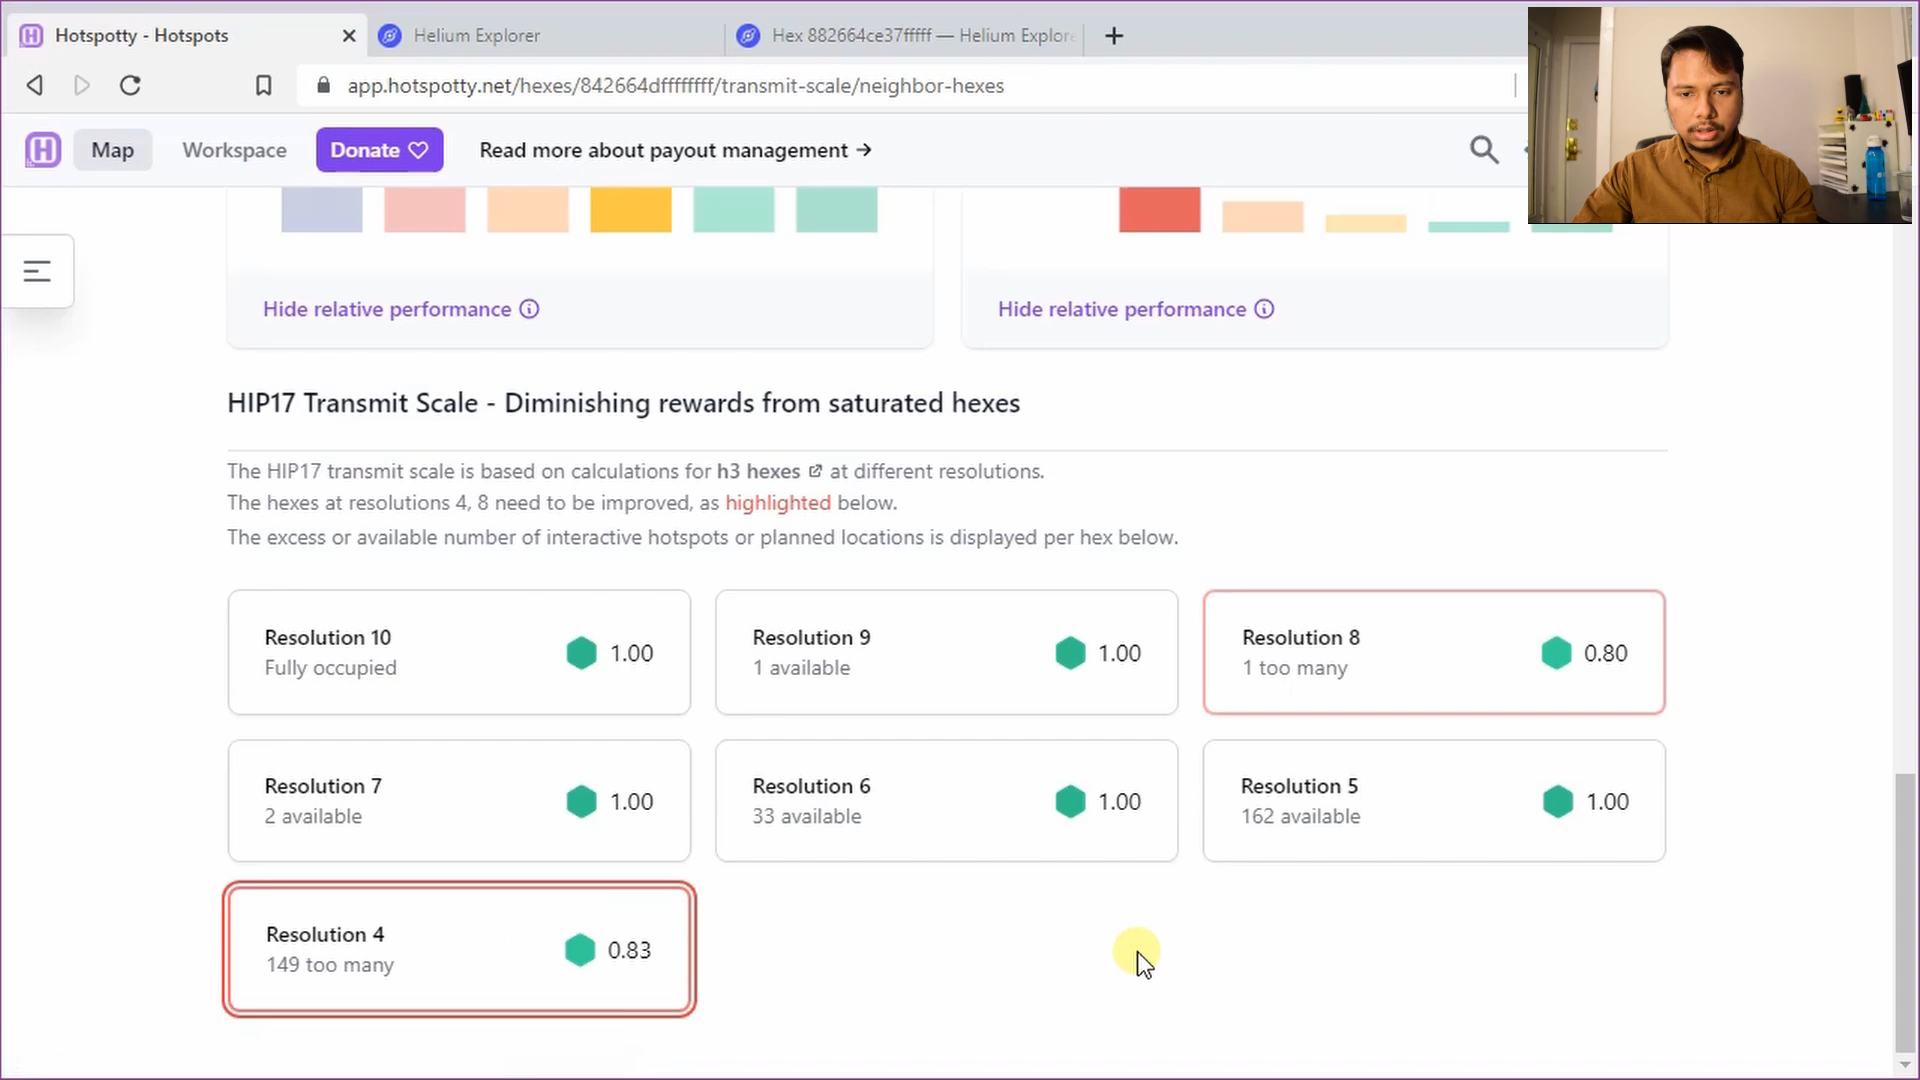 Hotspotty - Hotspots
Helium Explorer
Hex 882664ce37fffff — Helium Explore
app.hotspotty.net/hexes/842664dffffffff/transmit-scale/neighbor-hexes
Map
Workspace
Donate
Read more about payout management →
Hide relative performance
Hide relative performance
HIP17 Transmit Scale - Diminishing rewards from saturated hexes
The HIP17 transmit scale is based on calculations for h3 hexes at different resolutions.
The hexes at resolutions 4, 8 need to be improved, as highlighted below.
The excess or available number of interactive hotspots or planned locations is displayed per hex below.
Resolution 10
Fully occupied
1.00
Resolution 9
1 available
1.00
Resolution 8
1 too many
0.80
Resolution 7
2 available
1.00
Resolution 6
33 available
1.00
Resolution 5
162 available
1.00
Resolution 4
149 too many
0.83